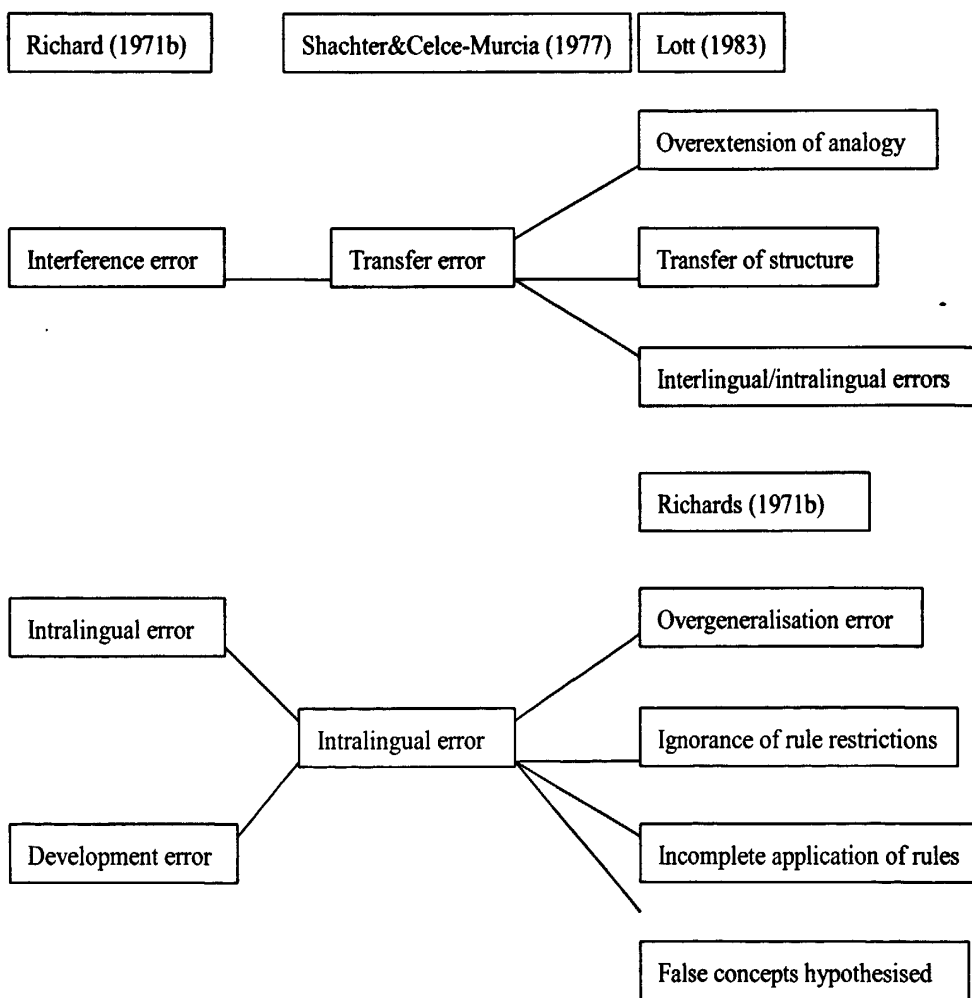 Richard (1971b) Shachter&Celce-Murcia (1977) Lott (1983)
Overextension of analogy
Interference error Transfer error Transfer of structure
Interlingual/intralingual errors
Richards (1971b)
Intralingual error Overgeneralisation error
Intralingual error Ignorance of rule restrictions
Development error Incomplete application of rules
False concepts hypothesised